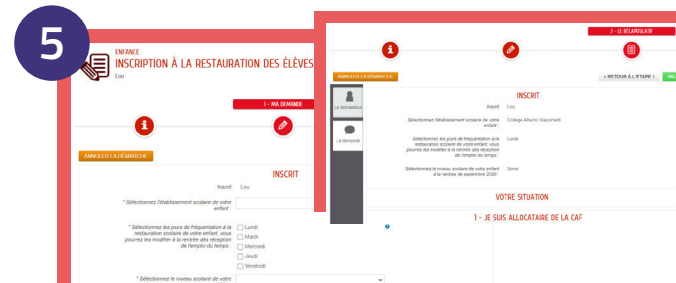 5
ENFANCE
INSCRIPTION À LA RESTAURATION DES ÉLÈVES
Lou
1 - MA DEMANDE
ANNULER LA DÉMARCHE
INSCRIT
Inscrit Lou
* Sélectionnez l'établissement scolaire de votre
enfant :
* Sélectionnez les jours de fréquentation à la
restauration scolaire de votre enfant, vous
pourrez les modifier à la rentrée dès réception
de l'emploi du temps :
Lundi
Mardi
Mercredi
Jeudi
Vendredi
* Sélectionnez le niveau scolaire de votre
2 - LE RÉCAPITULATIF
ANNULER LA DÉMARCHE
« RETOUR À L'ÉTAPE 1
VAL
Le demandeur
La demande
INSCRIT
Inscrit Lou
Sélectionnez l'établissement scolaire de votre
enfant :
Collège Alberto Giacometti
Sélectionnez les jours de fréquentation à la
restauration scolaire de votre enfant, vous
pourrez les modifier à la rentrée dès réception
de l'emploi du temps :
Lundi
Sélectionnez le niveau scolaire de votre enfant
à la rentrée de septembre 2020 :
VOTRE SITUATION
1 - JE SUIS ALLOCATAIRE DE LA CAF